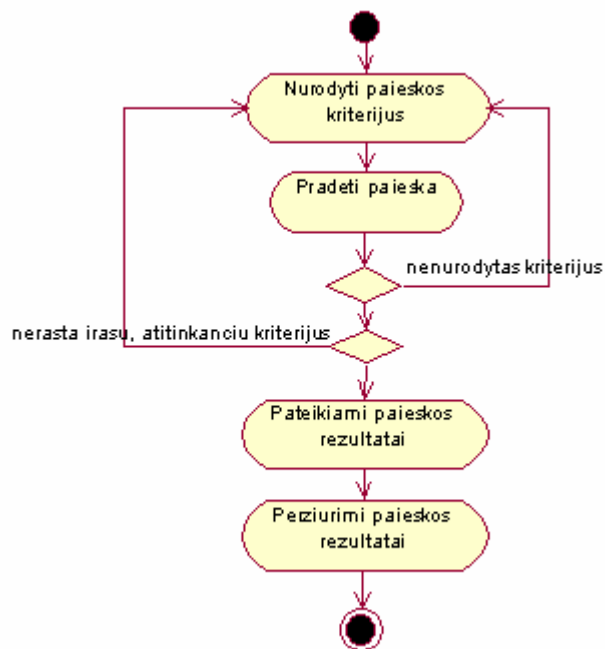 Nurodyti paieskos
kriterijus
Pradeti paieska
nenurodytas kriterijus
nerasta irasu, atitinkanciu kriterijus
Pateikiami paieskos
rezultatai
Perziurimi paieskos
rezultatai